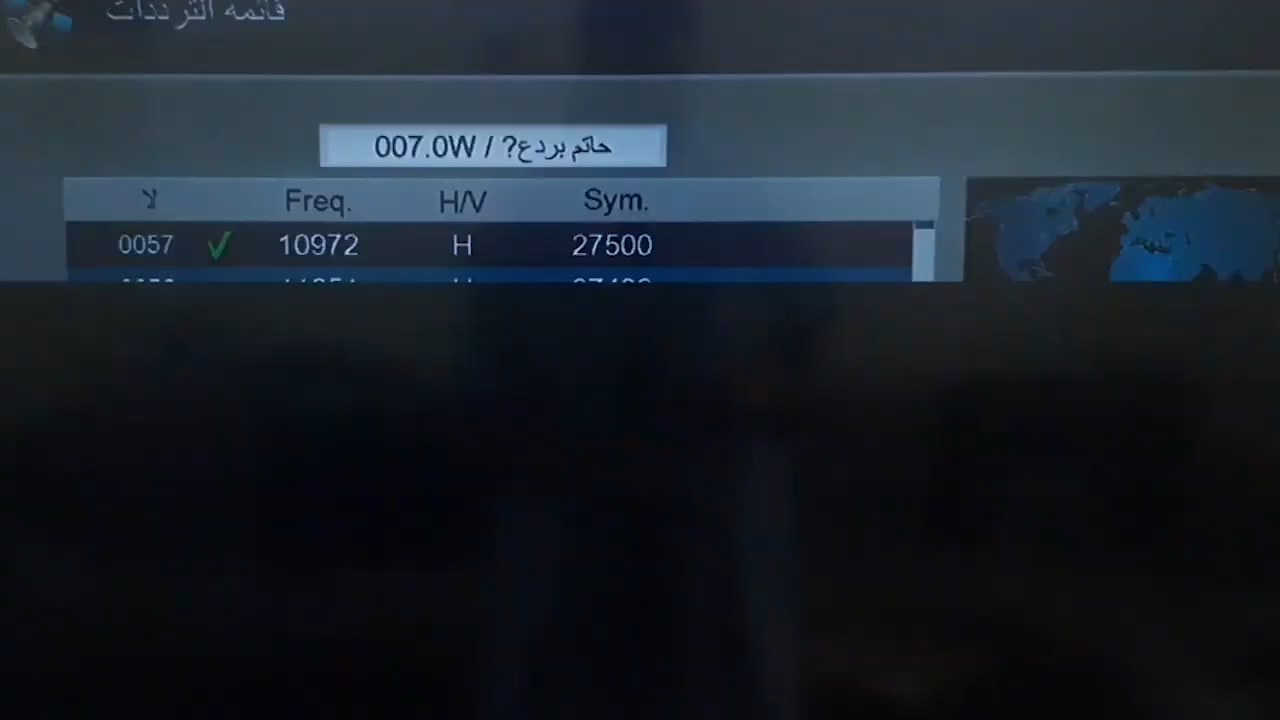 قائمه الترددات
حاتم بردع? / 007.0W
لا Freq. H/V Sym.
0057 10972 H 27500